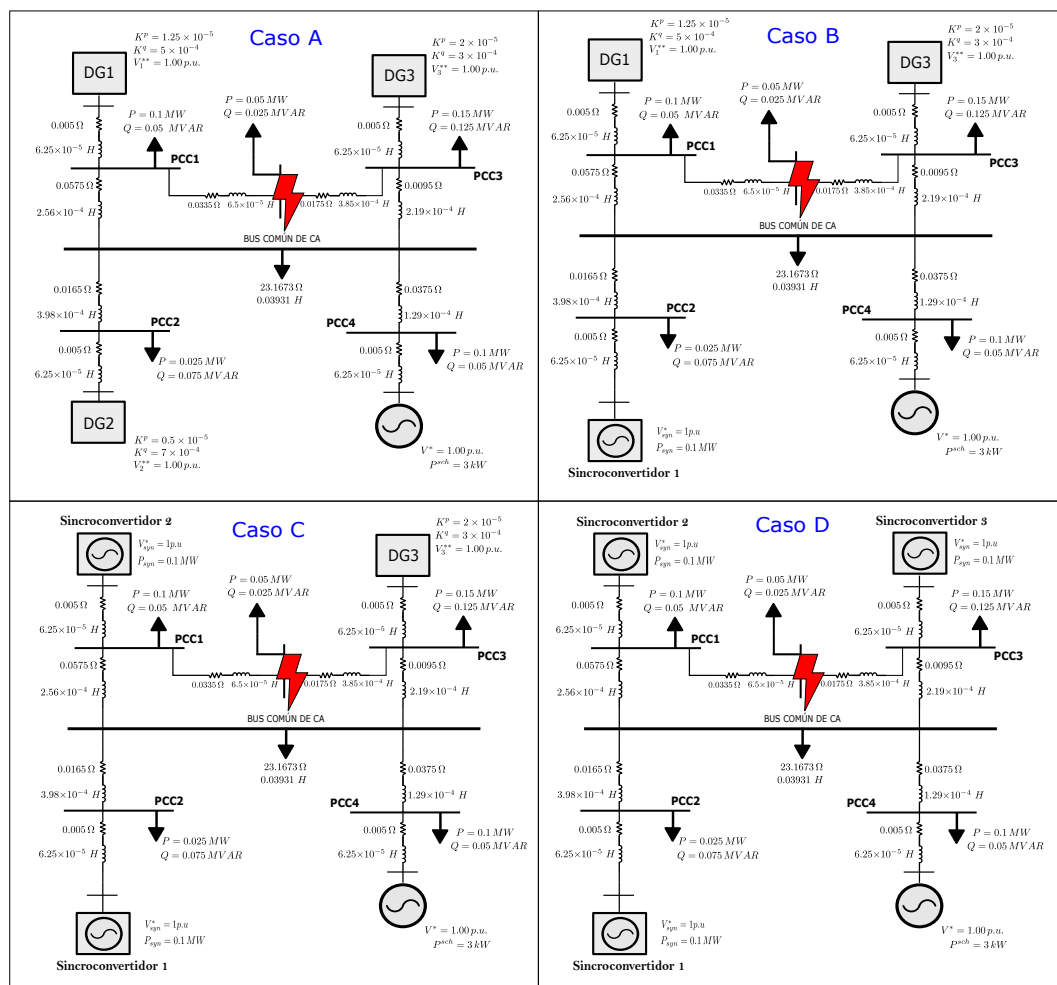 Caso A
K^p = 1.25 × 10^-5
K^q = 5 × 10^-4
V_1^** = 1.00 p.u.
DG1
K^p = 2 × 10^-5
K^q = 3 × 10^-4
V_3^** = 1.00 p.u.
DG3
P = 0.05 MW
Q = 0.025 MVAR
P = 0.1 MW
Q = 0.05 MVAR
P = 0.15 MW
Q = 0.125 MVAR
0.005 Ω
0.005 Ω
6.25×10^-5 H
PCC1
6.25×10^-5 H
PCC3
0.0575 Ω
0.0095 Ω
0.0335 Ω
6.5×10^-5 H
0.0175 Ω
3.85×10^-4 H
2.56×10^-4 H
2.19×10^-4 H
BUS COMÚN DE CA
23.1673 Ω
0.03931 H
0.0165 Ω
0.0375 Ω
3.98×10^-4 H
1.29×10^-4 H
PCC2
PCC4
0.005 Ω
0.005 Ω
P = 0.025 MW
Q = 0.075 MVAR
P = 0.1 MW
Q = 0.05 MVAR
6.25×10^-5 H
6.25×10^-5 H
DG2
K^p = 0.5 × 10^-5
K^q = 7 × 10^-4
V_2^** = 1.00 p.u.
V^* = 1.00 p.u.
P^sch = 3 kW
Caso B
K^p = 1.25 × 10^-5
K^q = 5 × 10^-4
V_1^** = 1.00 p.u.
DG1
K^p = 2 × 10^-5
K^q = 3 × 10^-4
V_3^** = 1.00 p.u.
DG3
P = 0.05 MW
Q = 0.025 MVAR
P = 0.1 MW
Q = 0.05 MVAR
P = 0.15 MW
Q = 0.125 MVAR
0.005 Ω
0.005 Ω
6.25×10^-5 H
PCC1
6.25×10^-5 H
PCC3
0.0575 Ω
0.0095 Ω
0.0335 Ω
6.5×10^-5 H
0.0175 Ω
3.85×10^-4 H
2.56×10^-4 H
2.19×10^-4 H
BUS COMÚN DE CA
23.1673 Ω
0.03931 H
0.0165 Ω
0.0375 Ω
3.98×10^-4 H
1.29×10^-4 H
PCC2
PCC4
0.005 Ω
0.005 Ω
P = 0.025 MW
Q = 0.075 MVAR
P = 0.1 MW
Q = 0.05 MVAR
6.25×10^-5 H
6.25×10^-5 H
V_syn^* = 1p.u
P_syn = 0.1 MW
Sincroconvertidor 1
V^* = 1.00 p.u.
P^sch = 3 kW
Caso C
Sincroconvertidor 2
V_syn^* = 1p.u
P_syn = 0.1 MW
K^p = 2 × 10^-5
K^q = 3 × 10^-4
V_3^** = 1.00 p.u.
DG3
P = 0.05 MW
Q = 0.025 MVAR
P = 0.1 MW
Q = 0.05 MVAR
P = 0.15 MW
Q = 0.125 MVAR
0.005 Ω
0.005 Ω
6.25×10^-5 H
PCC1
6.25×10^-5 H
PCC3
0.0575 Ω
0.0095 Ω
0.0335 Ω
6.5×10^-5 H
0.0175 Ω
3.85×10^-4 H
2.56×10^-4 H
2.19×10^-4 H
BUS COMÚN DE CA
23.1673 Ω
0.03931 H
0.0165 Ω
0.0375 Ω
3.98×10^-4 H
1.29×10^-4 H
PCC2
PCC4
0.005 Ω
0.005 Ω
P = 0.025 MW
Q = 0.075 MVAR
P = 0.1 MW
Q = 0.05 MVAR
6.25×10^-5 H
6.25×10^-5 H
V_syn^* = 1p.u
P_syn = 0.1 MW
Sincroconvertidor 1
V^* = 1.00 p.u.
P^sch = 3 kW
Caso D
Sincroconvertidor 2
V_syn^* = 1p.u
P_syn = 0.1 MW
Sincroconvertidor 3
V_syn^* = 1p.u
P_syn = 0.1 MW
P = 0.05 MW
Q = 0.025 MVAR
P = 0.1 MW
Q = 0.05 MVAR
P = 0.15 MW
Q = 0.125 MVAR
0.005 Ω
0.005 Ω
6.25×10^-5 H
PCC1
6.25×10^-5 H
PCC3
0.0575 Ω
0.0095 Ω
0.0335 Ω
6.5×10^-5 H
0.0175 Ω
3.85×10^-4 H
2.56×10^-4 H
2.19×10^-4 H
BUS COMÚN DE CA
23.1673 Ω
0.03931 H
0.0165 Ω
0.0375 Ω
3.98×10^-4 H
1.29×10^-4 H
PCC2
PCC4
0.005 Ω
0.005 Ω
P = 0.025 MW
Q = 0.075 MVAR
P = 0.1 MW
Q = 0.05 MVAR
6.25×10^-5 H
6.25×10^-5 H
V_syn^* = 1p.u
P_syn = 0.1 MW
Sincroconvertidor 1
V^* = 1.00 p.u.
P^sch = 3 kW